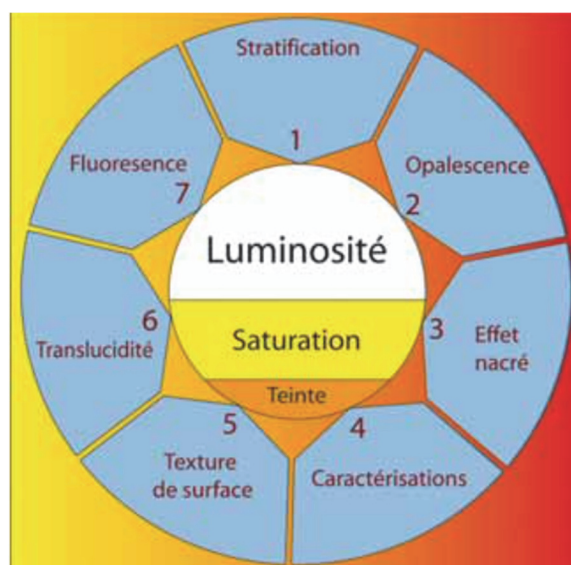 Stratification
1
Opalescence
2
Effet
nacré
3
Caractérisations
4
Texture
de surface
5
Translucidité
6
Fluoresence
7
Luminosité
Saturation
Teinte